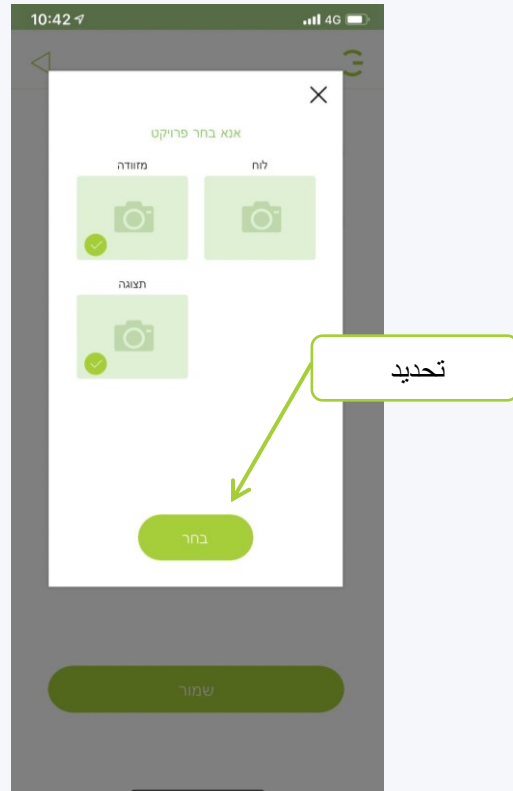 10:42
4G
אנא בחר פרויקט
לוח
מזוודה
תצוגה
تحديد
בחר
שמור